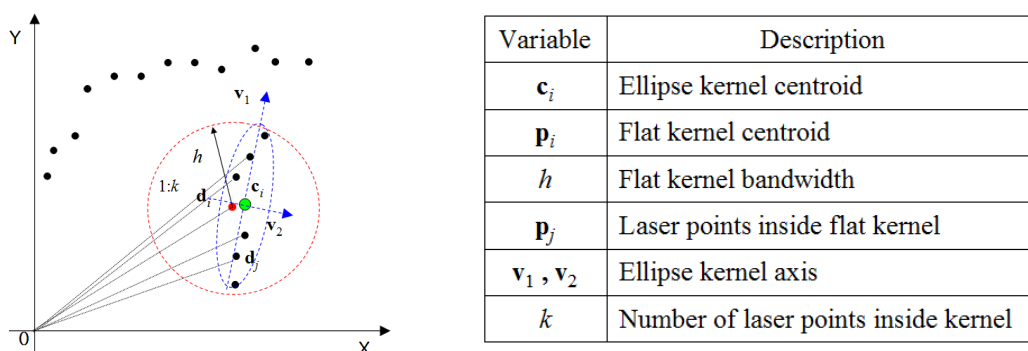 Y
v₁
h
1:k
dᵢ
cᵢ
v₂
dⱼ
0
X
Variable Description
cᵢ Ellipse kernel centroid
pᵢ Flat kernel centroid
h Flat kernel bandwidth
pⱼ Laser points inside flat kernel
v₁ , v₂ Ellipse kernel axis
k Number of laser points inside kernel